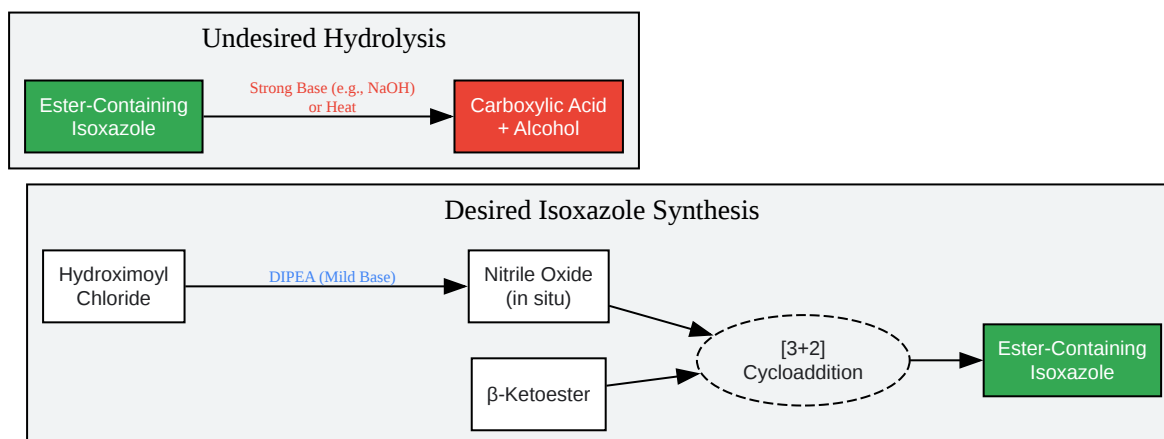 Undesired Hydrolysis
Ester-Containing
Isoxazole
Strong Base (e.g., NaOH)
or Heat
Carboxylic Acid
+ Alcohol
Desired Isoxazole Synthesis
Hydroximoyl
Chloride
DIPEA (Mild Base)
Nitrile Oxide
(in situ)
β-Ketoester
[3+2]
Cycloaddition
Ester-Containing
Isoxazole